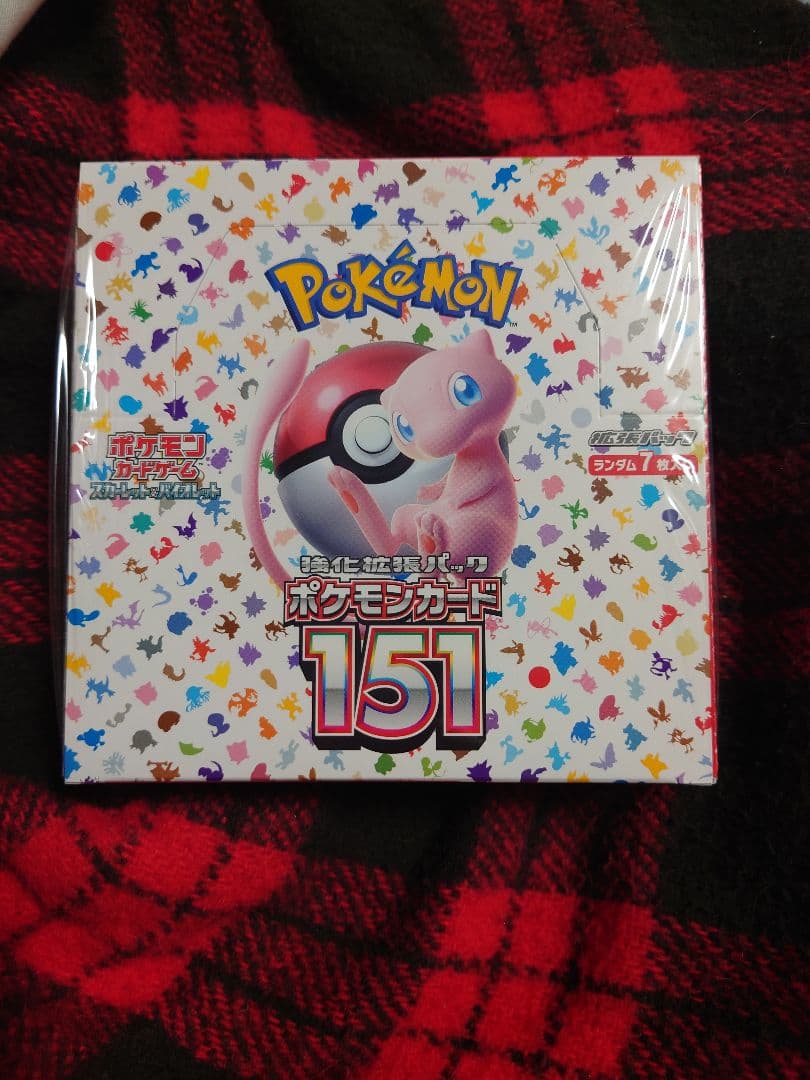 POKéMON
TM
ポケモン
カードゲーム
スカーレット&バイオレット
拡張パック
ランダム7枚入り
強化拡張パック
ポケモンカード
151